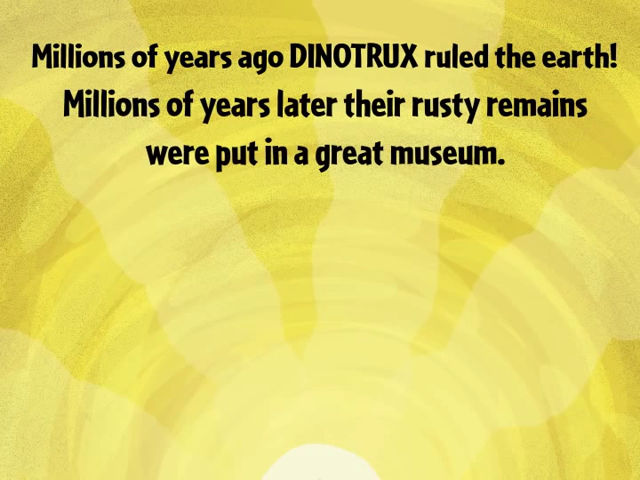 Millions of years ago DINOTRUX ruled the earth!
Millions of years later their rusty remains
were put in a great museum.